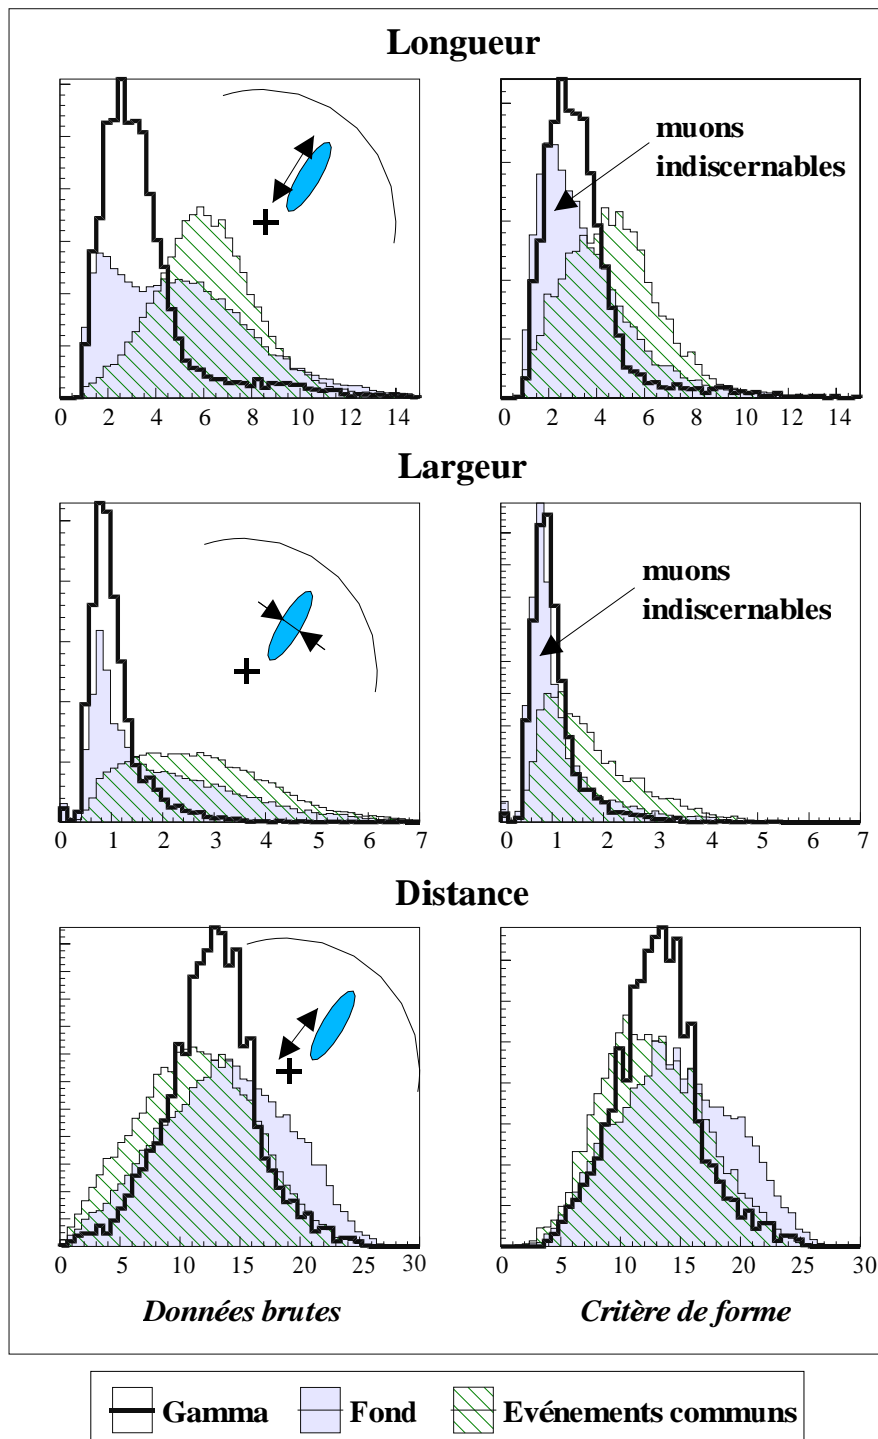 Longueur
muons
indiscernables
0 2 4 6 8 10 12 14
0 2 4 6 8 10 12 14
Largeur
muons
indiscernables
0 1 2 3 4 5 6 7
0 1 2 3 4 5 6 7
Distance
0 5 10 15 20 25 30
0 5 10 15 20 25 30
Données brutes
Critère de forme
Gamma Fond Evénements communs